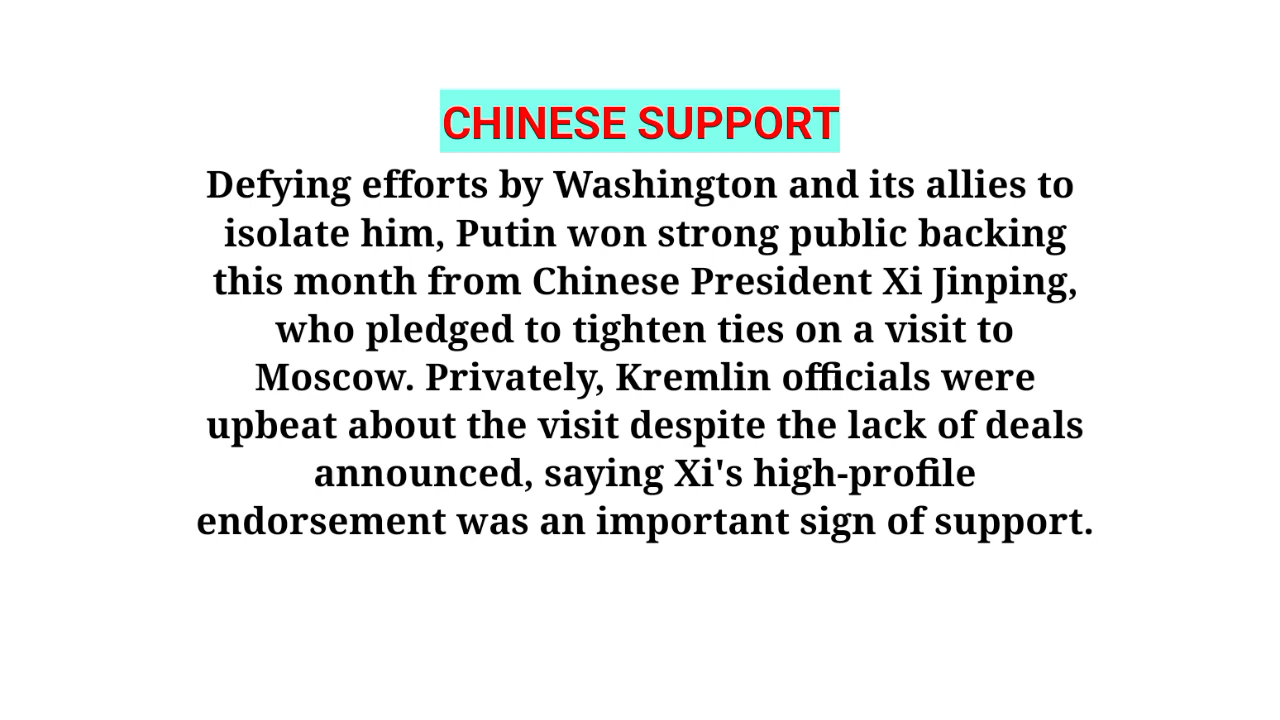 CHINESE SUPPORT
Defying efforts by Washington and its allies to
isolate him, Putin won strong public backing
this month from Chinese President Xi Jinping,
who pledged to tighten ties on a visit to
Moscow. Privately, Kremlin officials were
upbeat about the visit despite the lack of deals
announced, saying Xi's high-profile
endorsement was an important sign of support.